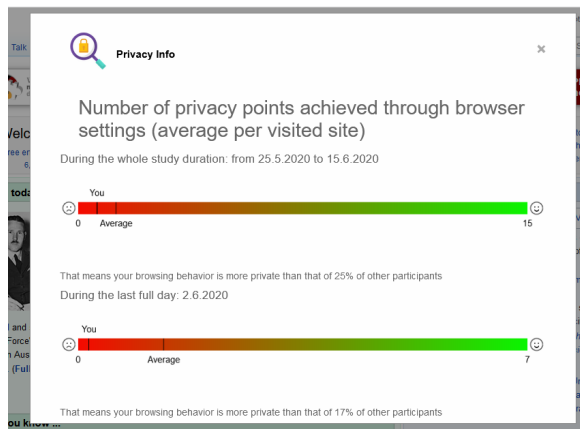 Talk
Privacy Info
×
Number of privacy points achieved through browser
settings (average per visited site)
During the whole study duration: from 25.5.2020 to 15.6.2020
You
0 Average 15
That means your browsing behavior is more private than that of 25% of other participants
During the last full day: 2.6.2020
You
0 Average 7
That means your browsing behavior is more private than that of 17% of other participants
and